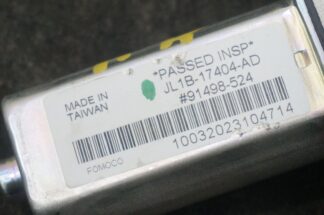 *PASSED INSP*
JL1B-17404-AD
#91498-524
MADE IN
TAIWAN
10032023104714
FOMOCO